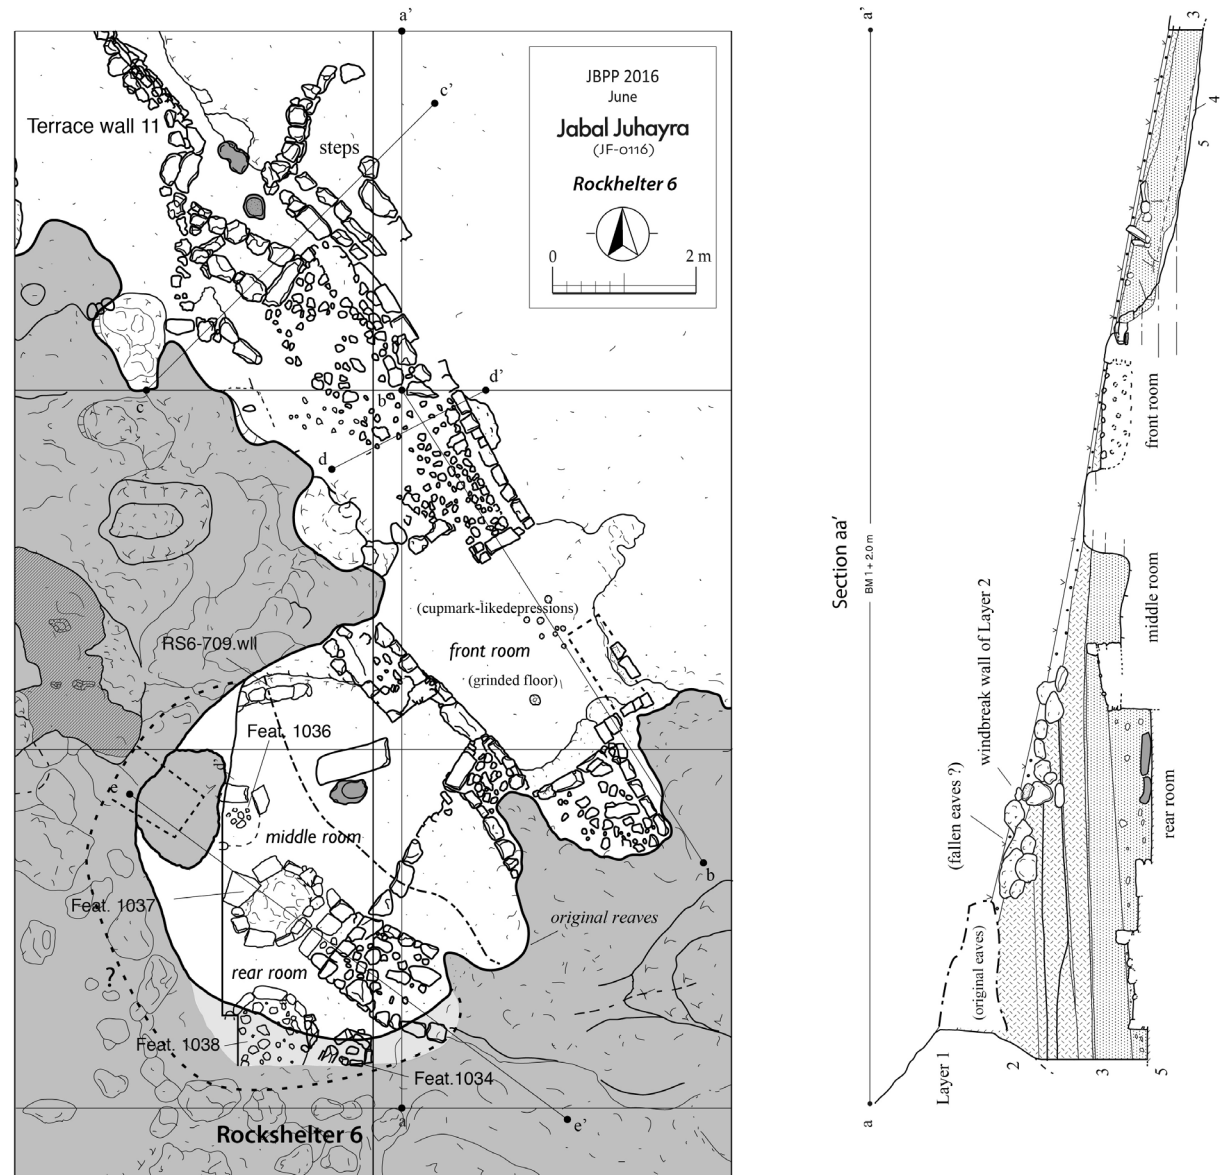 a'
c'
Terrace wall 11
steps
JBPP 2016
June
Jabal Juhayra
(JF-0116)
Rockhelter 6
0
2 m
c
b
d'
d
(cupmark-likedepressions)
RS6-709.wll
front room
(grinded floor)
Feat. 1036
e
middle room
b
Feat. 1037
original reaves
?
rear room
Feat. 1038
Feat.1034
a
e'
Rockshelter 6
a'
3
4
5
front room
Section aa'
BM 1 + 2.0 m
middle room
windbreak wall of Layer 2
(fallen eaves ?)
rear room
(original eaves)
Layer 1
2
3
5
a